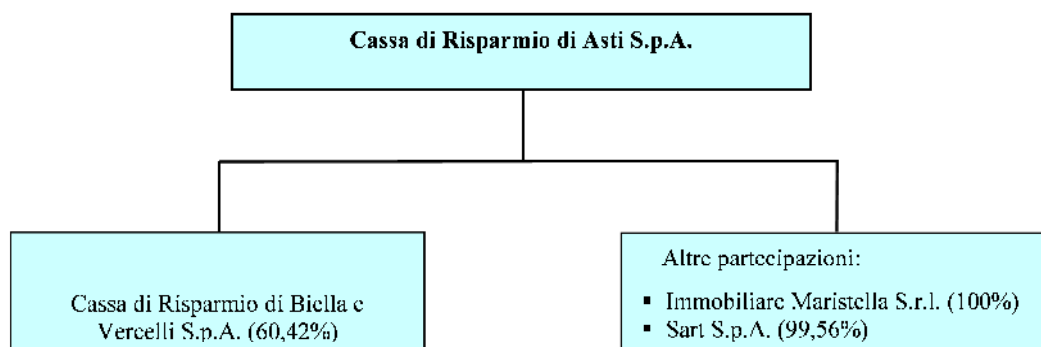 Cassa di Risparmio di Asti S.p.A.
Cassa di Risparmio di Biella e
Vercelli S.p.A. (60,42%)
Altre partecipazioni:
▪ Immobiliare Maristella S.r.l. (100%)
▪ Sart S.p.A. (99,56%)